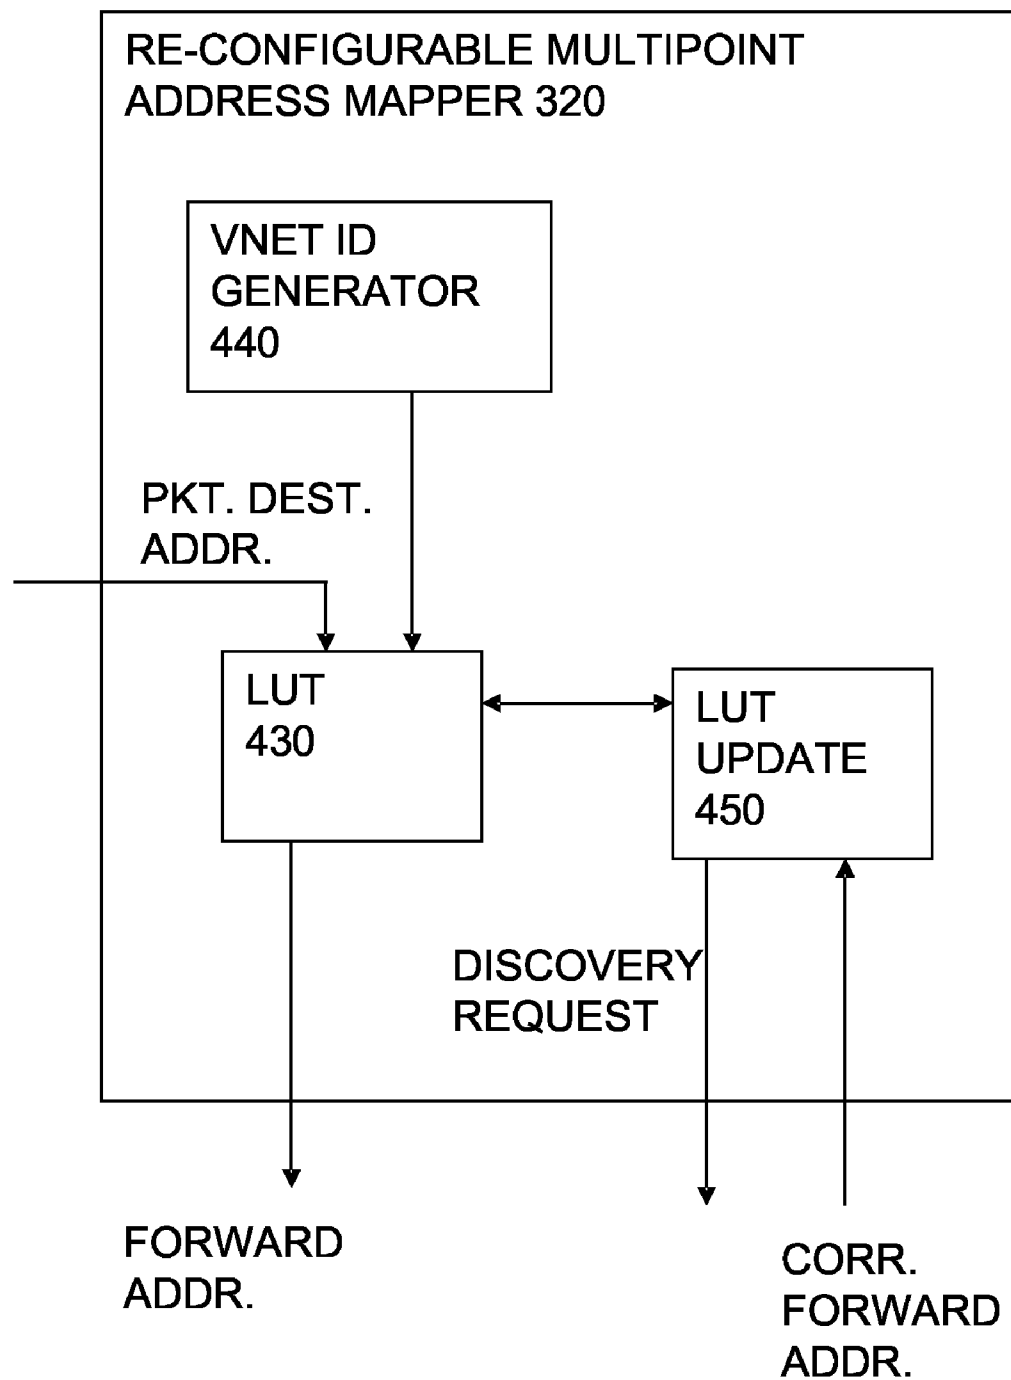 RE-CONFIGURABLE MULTIPOINT
ADDRESS MAPPER 320
VNET ID
GENERATOR
440
PKT. DEST.
ADDR.
LUT
430
LUT
UPDATE
450
DISCOVERY
REQUEST
FORWARD
ADDR.
CORR.
FORWARD
ADDR.